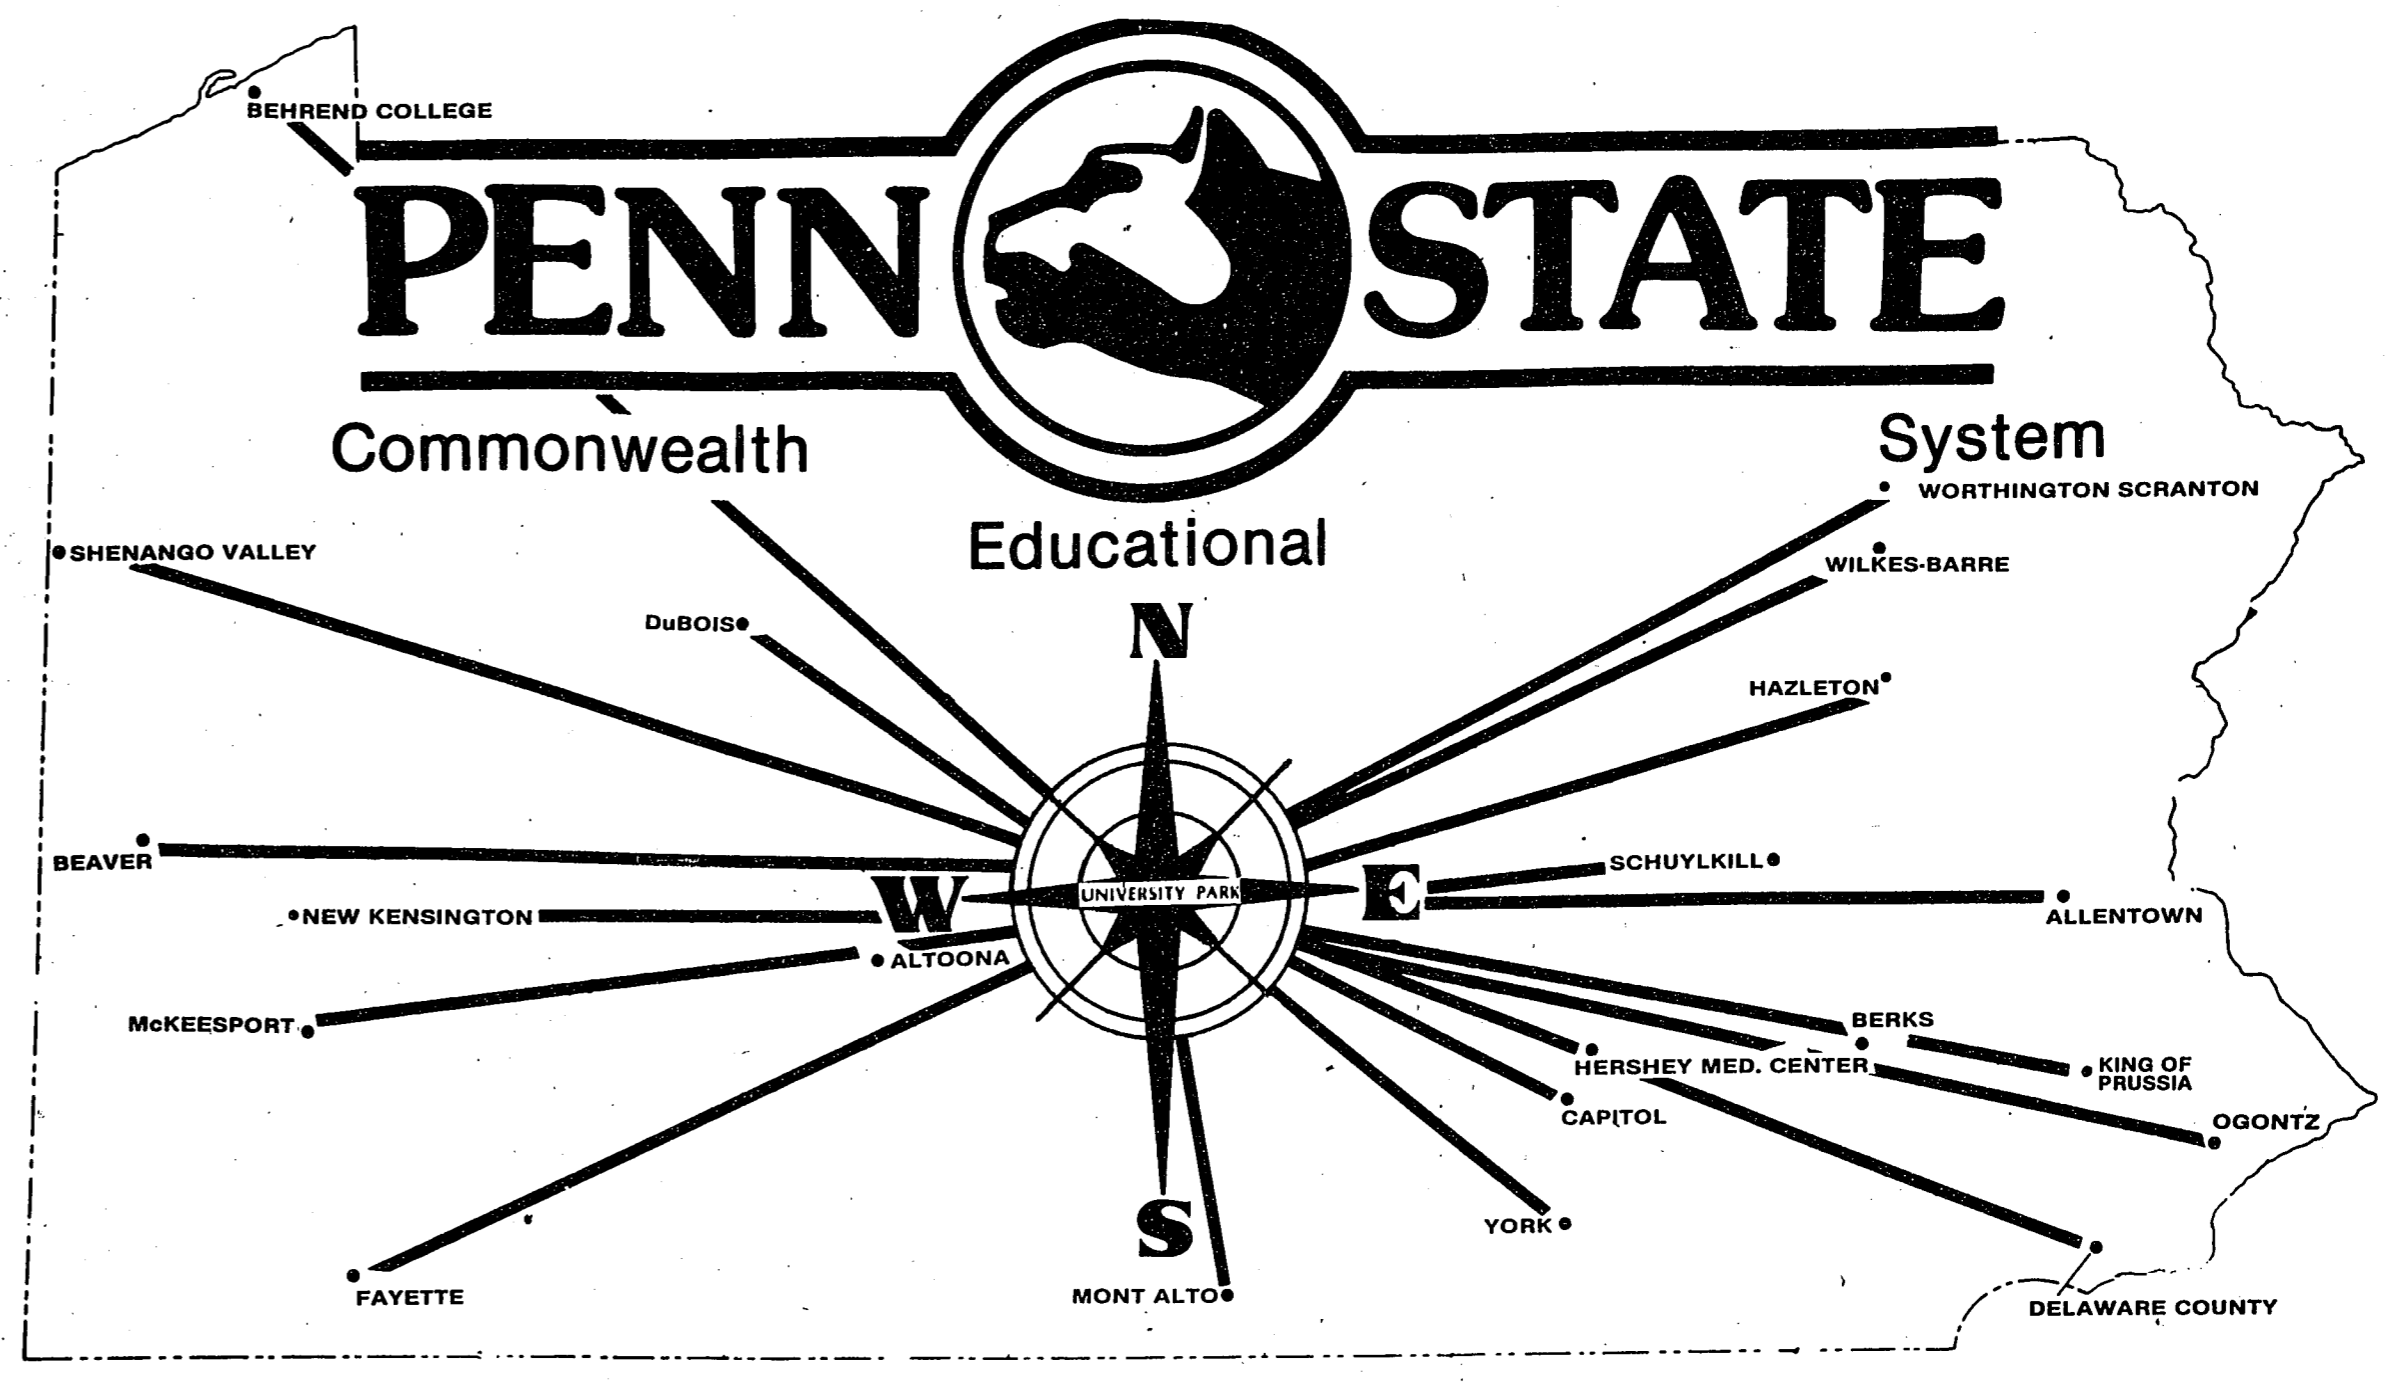 BEHREND COLLEGE
PENN STATE
Commonwealth
System
WORTHINGTON SCRANTON
Educational
SHENANGO VALLEY
WILKES-BARRE
DuBOIS
N
HAZLETON
BEAVER
SCHUYLKILL
W
UNIVERSITY PARK
E
NEW KENSINGTON
ALLENTOWN
ALTOONA
McKEESPORT
BERKS
HERSHEY MED. CENTER
KING OF
PRUSSIA
CAPITOL
OGONTZ
S
YORK
MONT ALTO
FAYETTE
DELAWARE COUNTY